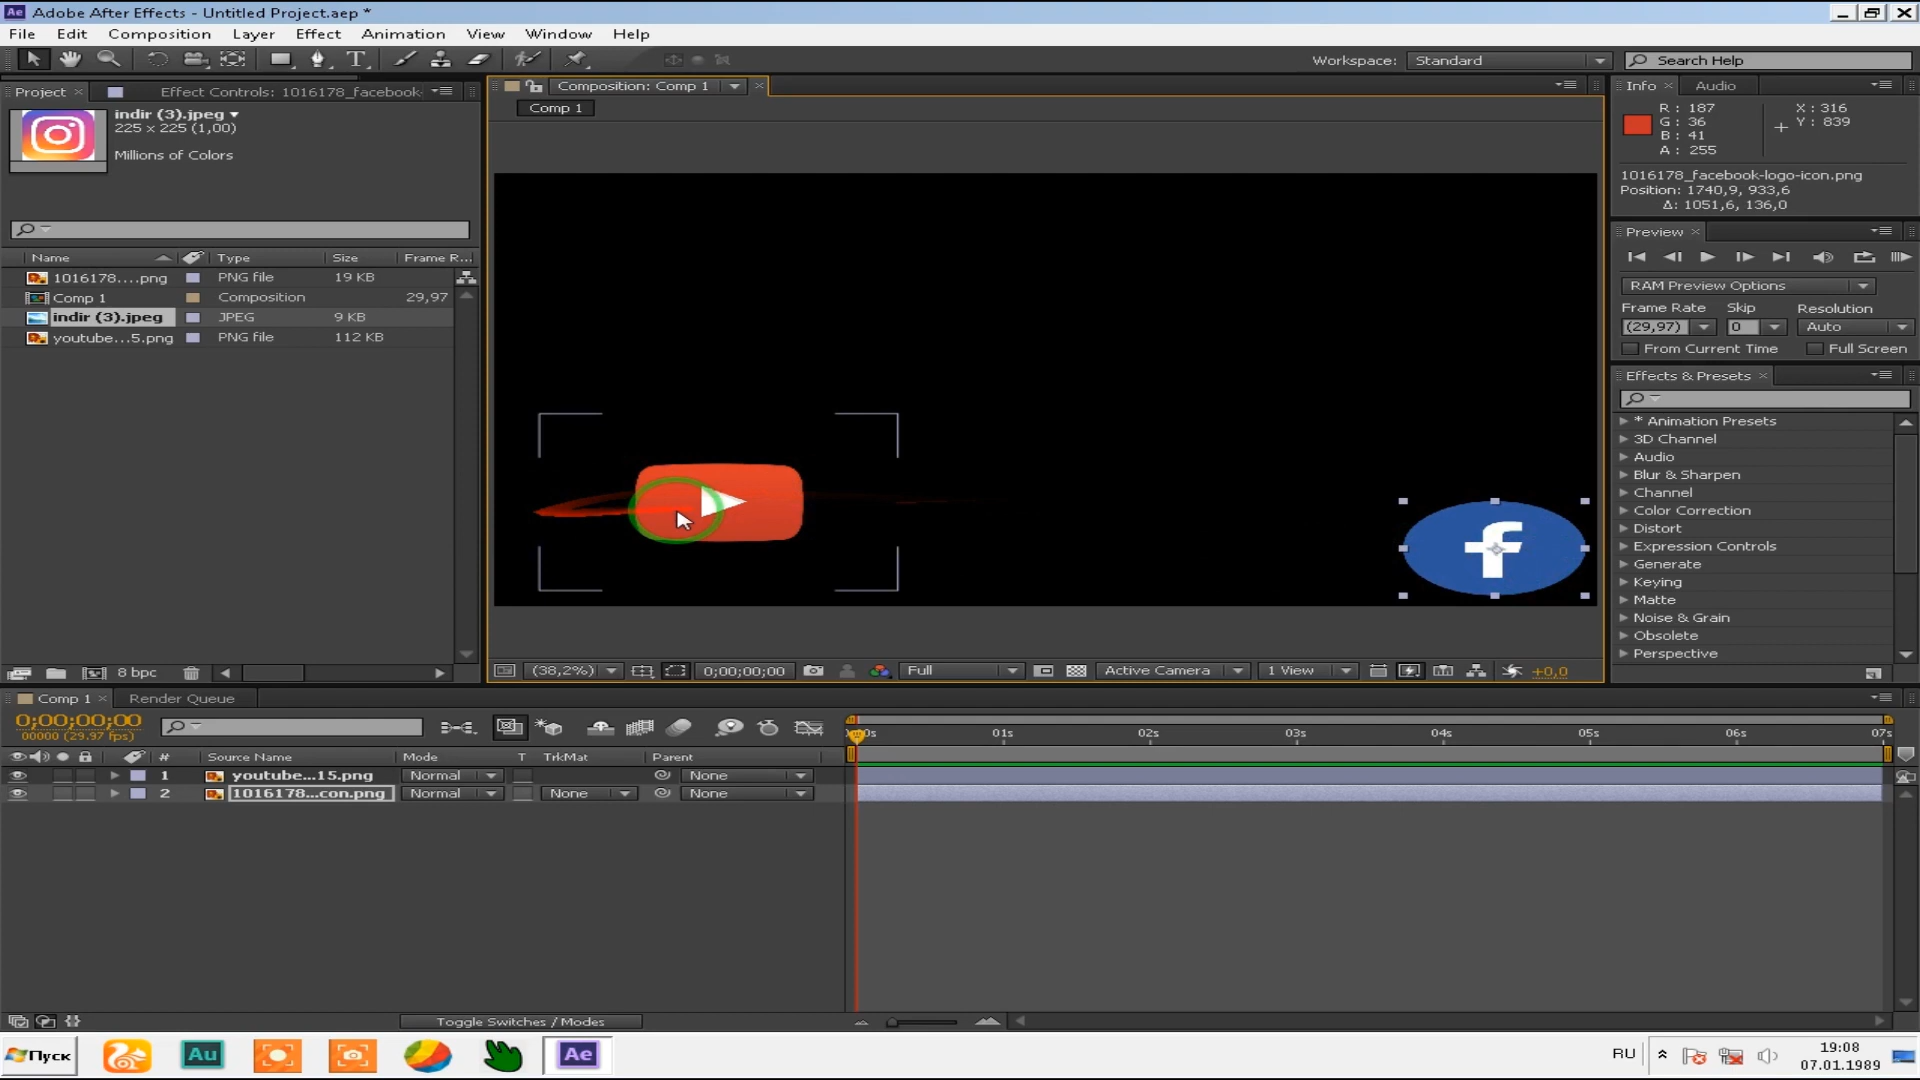 Adobe After Effects - Untitled Project.aep *
File Edit Composition Layer Effect Animation View Window Help
Workspace: Standard Search Help
Project Effect Controls: 1016178_facebook-
indir (3).jpeg
225 x 225 (1,00)
Millions of Colors
Name Type Size Frame R...
1016178....png PNG file 19 KB
Comp 1 Composition 29,97
indir (3).jpeg JPEG 9 KB
youtube...5.png PNG file 112 KB
8 bpc
Composition: Comp 1
Comp 1
(38,2%) 0;00;00;00 Full Active Camera 1 View +0,0
Info Audio
R : 187 X : 316
G : 36 Y : 839
B : 41
A : 255
1016178_facebook-logo-icon.png
Position: 1740,9, 933,6
Δ: 1051,6, 136,0
Preview
RAM Preview Options
Frame Rate Skip Resolution
(29,97) 0 Auto
From Current Time Full Screen
Effects & Presets
* Animation Presets
3D Channel
Audio
Blur & Sharpen
Channel
Color Correction
Distort
Expression Controls
Generate
Keying
Matte
Noise & Grain
Obsolete
Perspective
Comp 1 Render Queue
0;00;00;00
00000 (29.97 fps)
01s 02s 03s 04s 05s 06s 07s
# Source Name Mode T TrkMat Parent
1 youtube...15.png Normal None
2 1016178...con.png Normal None None
Toggle Switches / Modes
Пуск Au Ae RU 19:08
07.01.1989